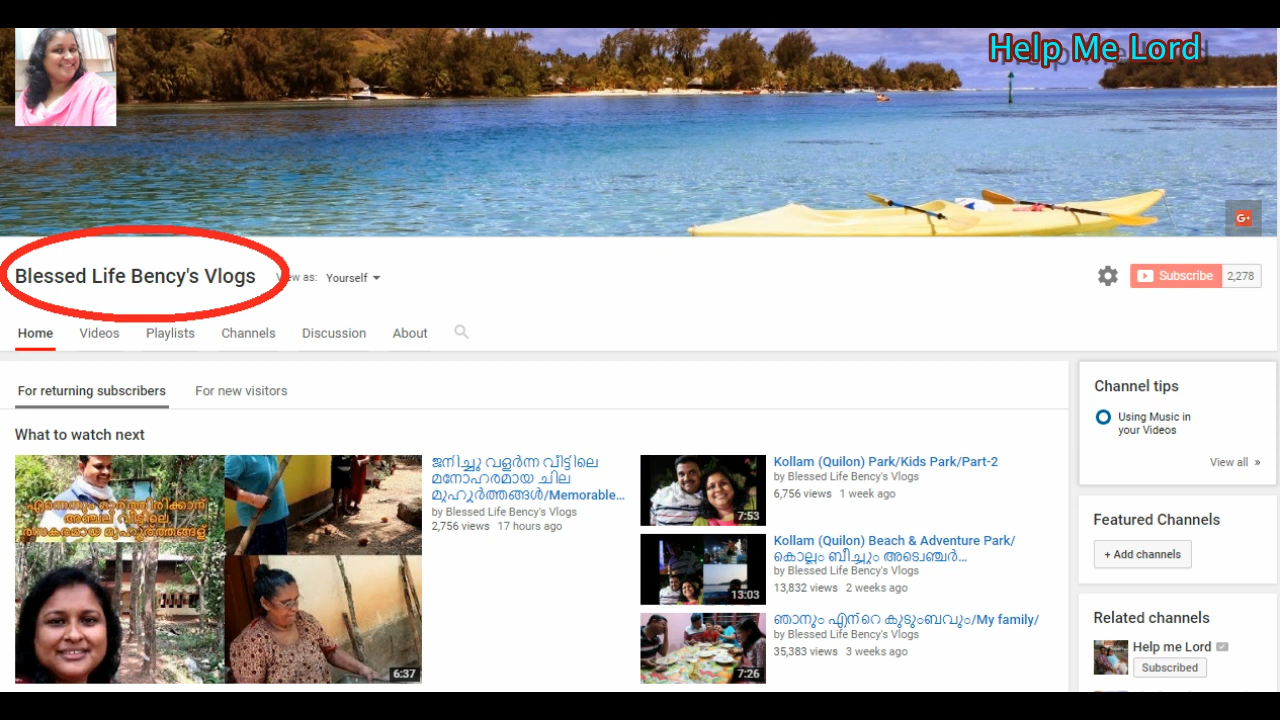 Help Me Lord
G+
Blessed Life Bency's Vlogs
View as: Yourself
Subscribe 2,278
Home Videos Playlists Channels Discussion About
For returning subscribers For new visitors
What to watch next
ജനിച്ചു വളർന്ന വീട്ടിലെ
മനോഹരമായ ചില
മുഹൂർത്തങ്ങൾ/Memorable...
by Blessed Life Bency's Vlogs
2,756 views 17 hours ago
6:37
Kollam (Quilon) Park/Kids Park/Part-2
by Blessed Life Bency's Vlogs
6,756 views 1 week ago
7:53
Kollam (Quilon) Beach & Adventure Park/
കൊല്ലം ബീച്ചും അഡ്വെഞ്ചർ...
by Blessed Life Bency's Vlogs
13,832 views 2 weeks ago
13:03
ഞാനും എന്റെ കുടുംബവും/My family/
by Blessed Life Bency's Vlogs
35,383 views 3 weeks ago
7:26
Channel tips
Using Music in
your Videos
View all »
Featured Channels
+ Add channels
Related channels
Help me Lord
Subscribed